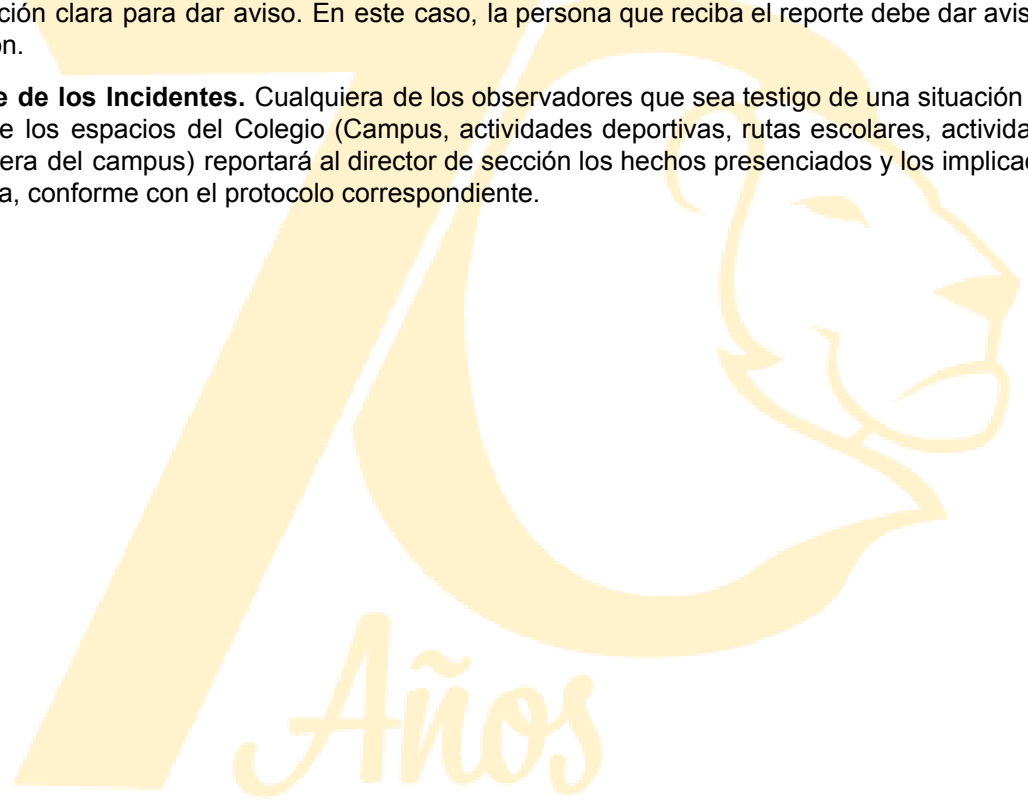 ción clara para dar aviso. En este caso, la persona que reciba el reporte debe dar avis
ón.
e de los Incidentes. Cualquiera de los observadores que sea testigo de una situación
e los espacios del Colegio (Campus, actividades deportivas, rutas escolares, activida
era del campus) reportará al director de sección los hechos presenciados y los implica
a, conforme con el protocolo correspondiente.
70
Años